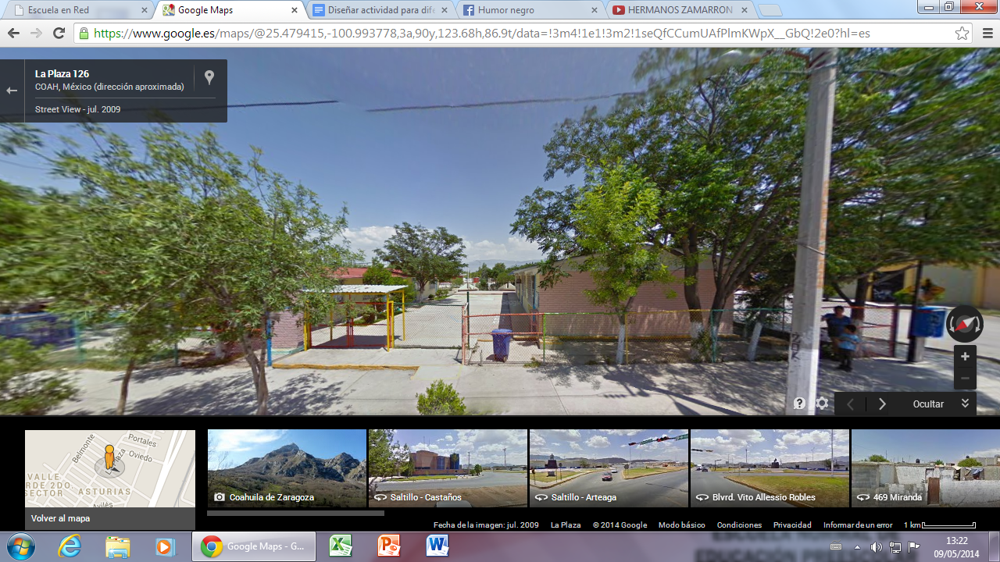 Escuela en Red
Google Maps
Diseñar actividad para dife
Humor negro
HERMANOS ZAMARRON
https://www.google.es/maps/@25.479415,-100.993778,3a,90y,123.68h,86.9t/data=!3m4!1e1!3m2!1seQfCCumUAfPlmKWpX__GbQ!2e0?hl=es
La Plaza 126
COAH, México (dirección aproximada)
Street View - jul. 2009
Ocultar
Belmonte
Portales
Plaza
Oviedo
VALLE
RDE 2DO.
SECTOR
ASTURIAS
Avilés
Volver al mapa
Coahuila de Zaragoza
Saltillo - Castaños
Saltillo - Arteaga
Blvrd. Vito Allessio Robles
469 Miranda
Fecha de la imagen: jul. 2009 La Plaza © 2014 Google Modo básico Condiciones Privacidad Informar de un error 1 km
Google Maps - G...
13:22
09/05/2014